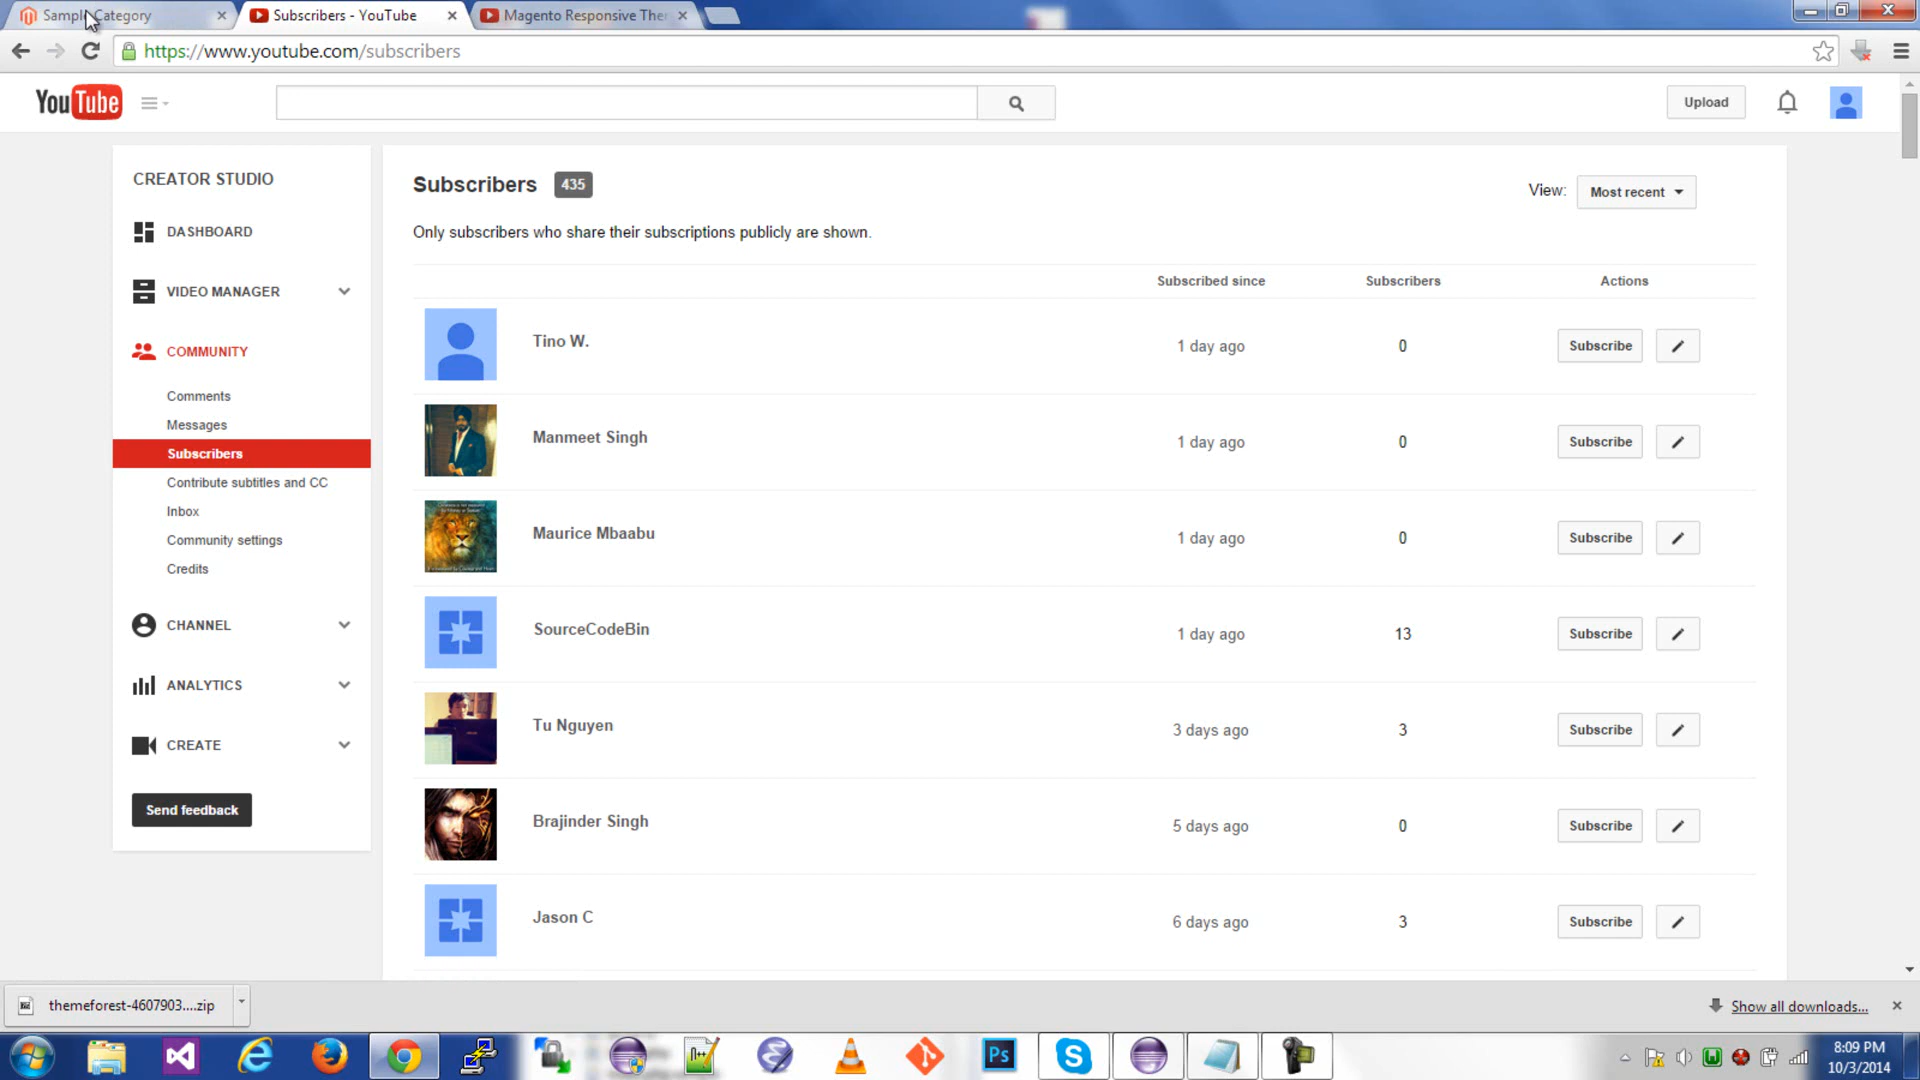 Sample Category
Subscribers - YouTube
Magento Responsive The
https://www.youtube.com/subscribers
YouTube
Upload
CREATOR STUDIO
DASHBOARD
VIDEO MANAGER
COMMUNITY
Comments
Messages
Subscribers
Contribute subtitles and CC
Inbox
Community settings
Credits
CHANNEL
ANALYTICS
CREATE
Send feedback
Subscribers 435
View: Most recent
Only subscribers who share their subscriptions publicly are shown.
Subscribed since Subscribers Actions
Tino W. 1 day ago 0 Subscribe
Manmeet Singh 1 day ago 0 Subscribe
Maurice Mbaabu 1 day ago 0 Subscribe
SourceCodeBin 1 day ago 13 Subscribe
Tu Nguyen 3 days ago 3 Subscribe
Brajinder Singh 5 days ago 0 Subscribe
Jason C 6 days ago 3 Subscribe
themeforest-4607903....zip
Show all downloads...
Ps
8:09 PM
10/3/2014